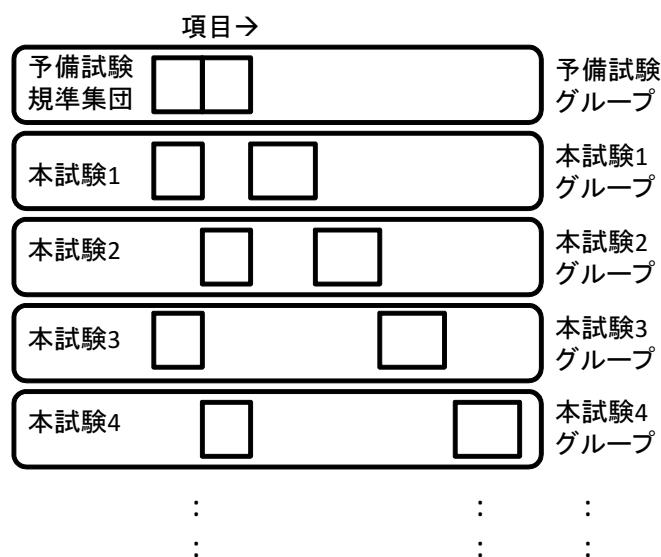 項目→
予備試験
規準集団
予備試験
グループ
本試験1
本試験1
グループ
本試験2
本試験2
グループ
本試験3
本試験3
グループ
本試験4
本試験4
グループ
: : :
: : :